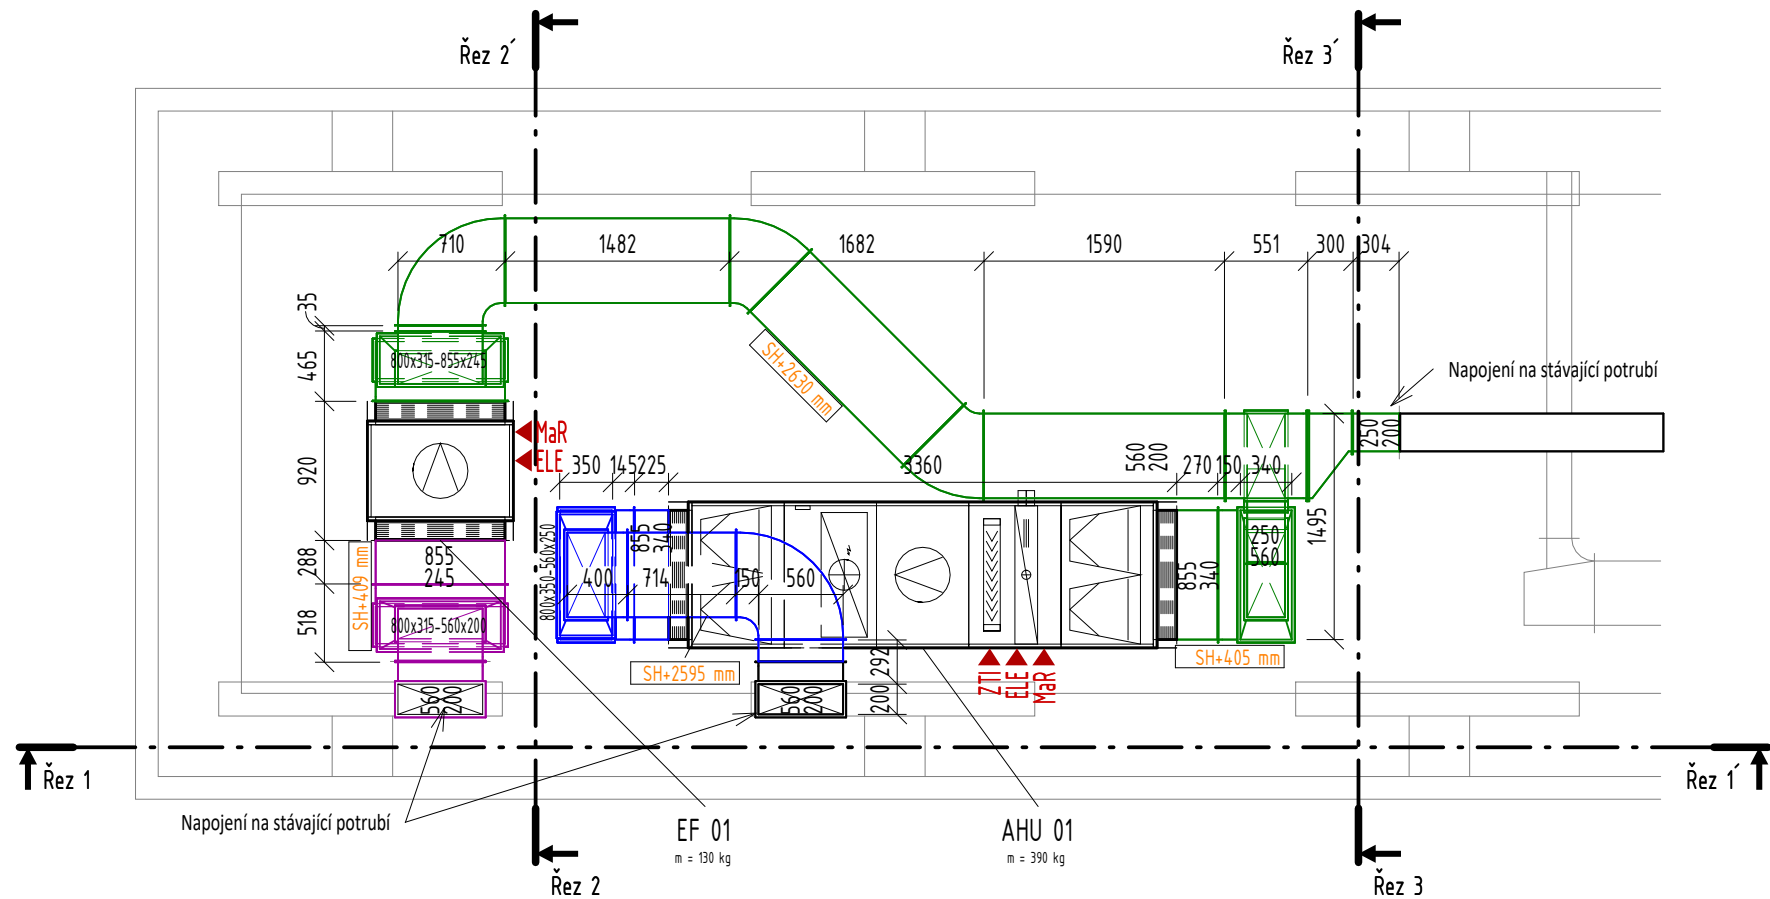 Řez 2´
Řez 3´
710
1482
1682
1590
551
300
304
35
465
920
288
518
800x315-855x245
SH+2630 mm
Napojení na stávající potrubí
MaR
ELE
250
200
350
145
225
3360
560
200
270
150
340
1495
855
245
SH+409 mm
800x315-560x200
800x350-560x250
855
340
400
714
150
560
855
340
250
560
SH+2595 mm
SH+405 mm
ZTI
ELE
MaR
292
200
560
200
560
200
Řez 1
Řez 1´
Napojení na stávající potrubí
EF 01
m = 130 kg
AHU 01
m = 390 kg
Řez 2
Řez 3